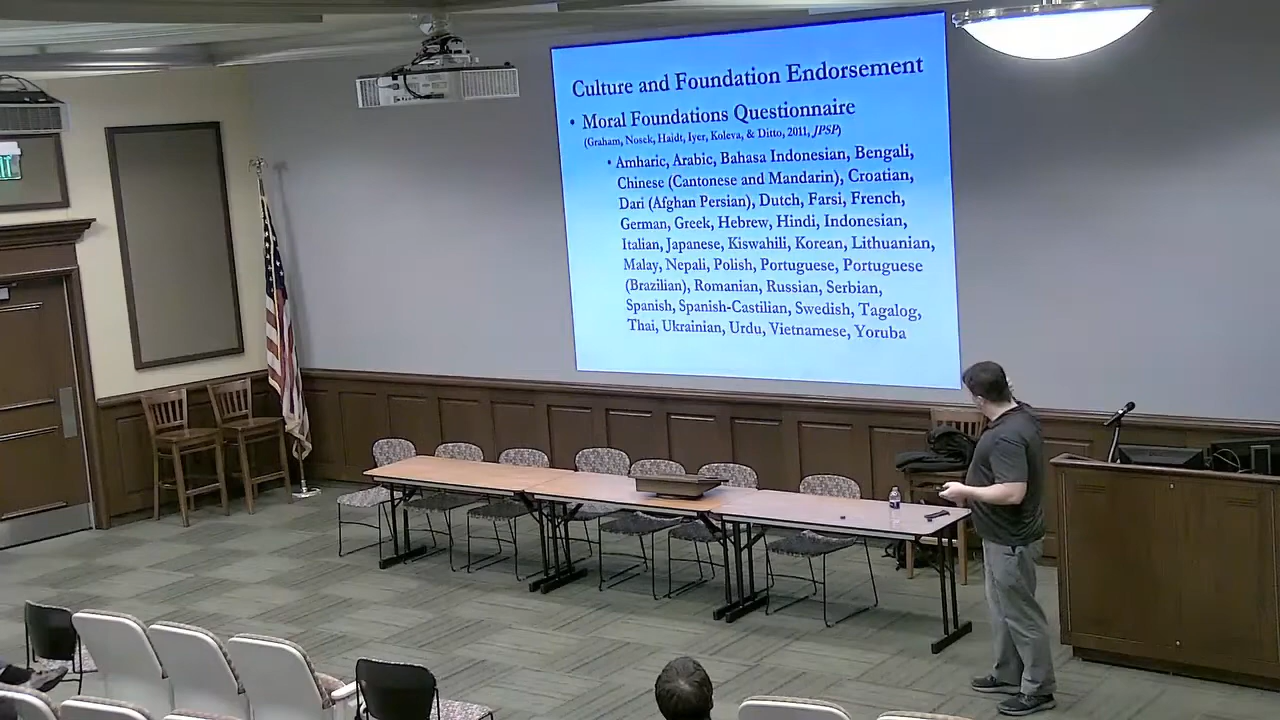 Culture and Foundation Endorsement
• Moral Foundations Questionnaire
(Graham, Nosek, Haidt, Iyer, Koleva, & Ditto, 2011, JPSP)
• Amharic, Arabic, Bahasa Indonesian, Bengali,
Chinese (Cantonese and Mandarin), Croatian,
Dari (Afghan Persian), Dutch, Farsi, French,
German, Greek, Hebrew, Hindi, Indonesian,
Italian, Japanese, Kiswahili, Korean, Lithuanian,
Malay, Nepali, Polish, Portuguese, Portuguese
(Brazilian), Romanian, Russian, Serbian,
Spanish, Spanish-Castilian, Swedish, Tagalog,
Thai, Ukrainian, Urdu, Vietnamese, Yoruba